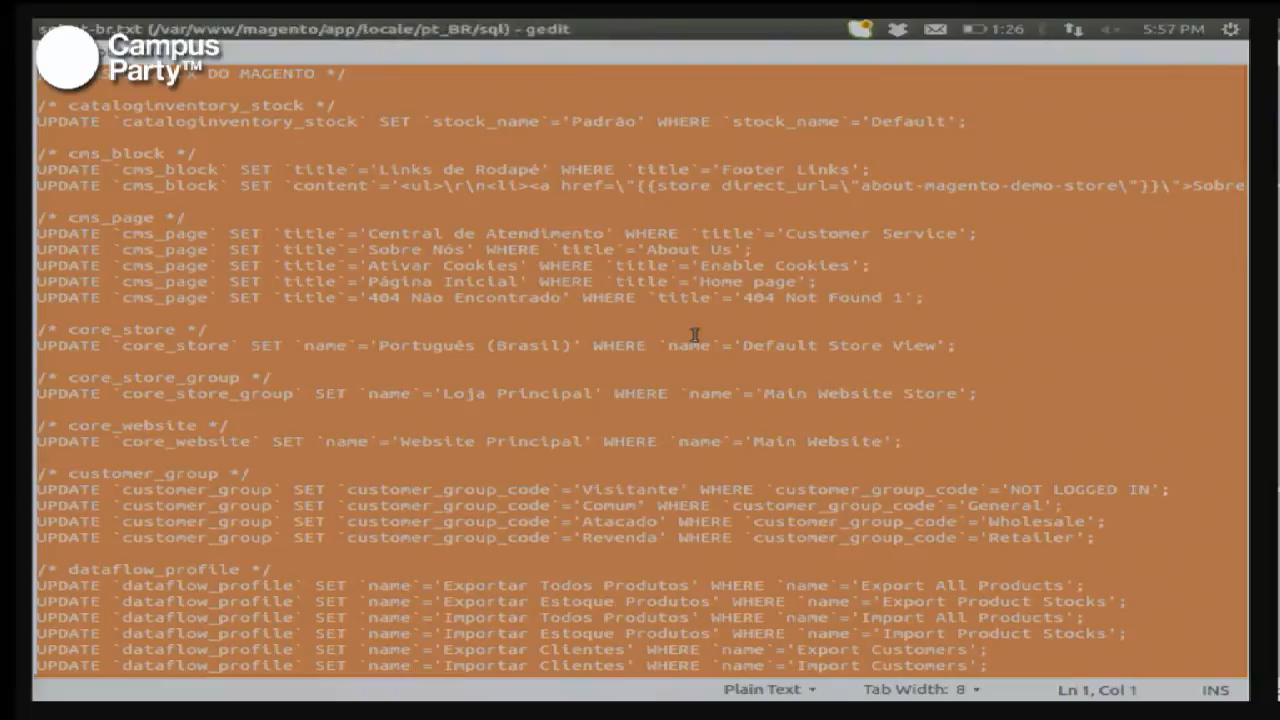 -br.txt (/var/www/magento/app/locale/pt_BR/sql) - gedit
1:26
5:57 PM
Campus
Party™
DO MAGENTO */
/* cataloginventory_stock */
UPDATE `cataloginventory_stock` SET `stock_name`='Padrão' WHERE `stock_name`='Default';
/* cms_block */
UPDATE `cms_block` SET `title`='Links de Rodapé' WHERE `title`='Footer Links';
UPDATE `cms_block` SET `content`='<ul>\r\n<li><a href=\"{{store direct_url=\"about-magento-demo-store\"}}\">Sobre
/* cms_page */
UPDATE `cms_page` SET `title`='Central de Atendimento' WHERE `title`='Customer Service';
UPDATE `cms_page` SET `title`='Sobre Nós' WHERE `title`='About Us';
UPDATE `cms_page` SET `title`='Ativar Cookies' WHERE `title`='Enable Cookies';
UPDATE `cms_page` SET `title`='Página Inicial' WHERE `title`='Home page';
UPDATE `cms_page` SET `title`='404 Não Encontrado' WHERE `title`='404 Not Found 1';
/* core_store */
UPDATE `core_store` SET `name`='Português (Brasil)' WHERE `name`='Default Store View';
/* core_store_group */
UPDATE `core_store_group` SET `name`='Loja Principal' WHERE `name`='Main Website Store';
/* core_website */
UPDATE `core_website` SET `name`='Website Principal' WHERE `name`='Main Website';
/* customer_group */
UPDATE `customer_group` SET `customer_group_code`='Visitante' WHERE `customer_group_code`='NOT LOGGED IN';
UPDATE `customer_group` SET `customer_group_code`='Comum' WHERE `customer_group_code`='General';
UPDATE `customer_group` SET `customer_group_code`='Atacado' WHERE `customer_group_code`='Wholesale';
UPDATE `customer_group` SET `customer_group_code`='Revenda' WHERE `customer_group_code`='Retailer';
/* dataflow_profile */
UPDATE `dataflow_profile` SET `name`='Exportar Todos Produtos' WHERE `name`='Export All Products';
UPDATE `dataflow_profile` SET `name`='Exportar Estoque Produtos' WHERE `name`='Export Product Stocks';
UPDATE `dataflow_profile` SET `name`='Importar Todos Produtos' WHERE `name`='Import All Products';
UPDATE `dataflow_profile` SET `name`='Importar Estoque Produtos' WHERE `name`='Import Product Stocks';
UPDATE `dataflow_profile` SET `name`='Exportar Clientes' WHERE `name`='Export Customers';
UPDATE `dataflow_profile` SET `name`='Importar Clientes' WHERE `name`='Import Customers';
Plain Text
Tab Width: 8
Ln 1, Col 1
INS